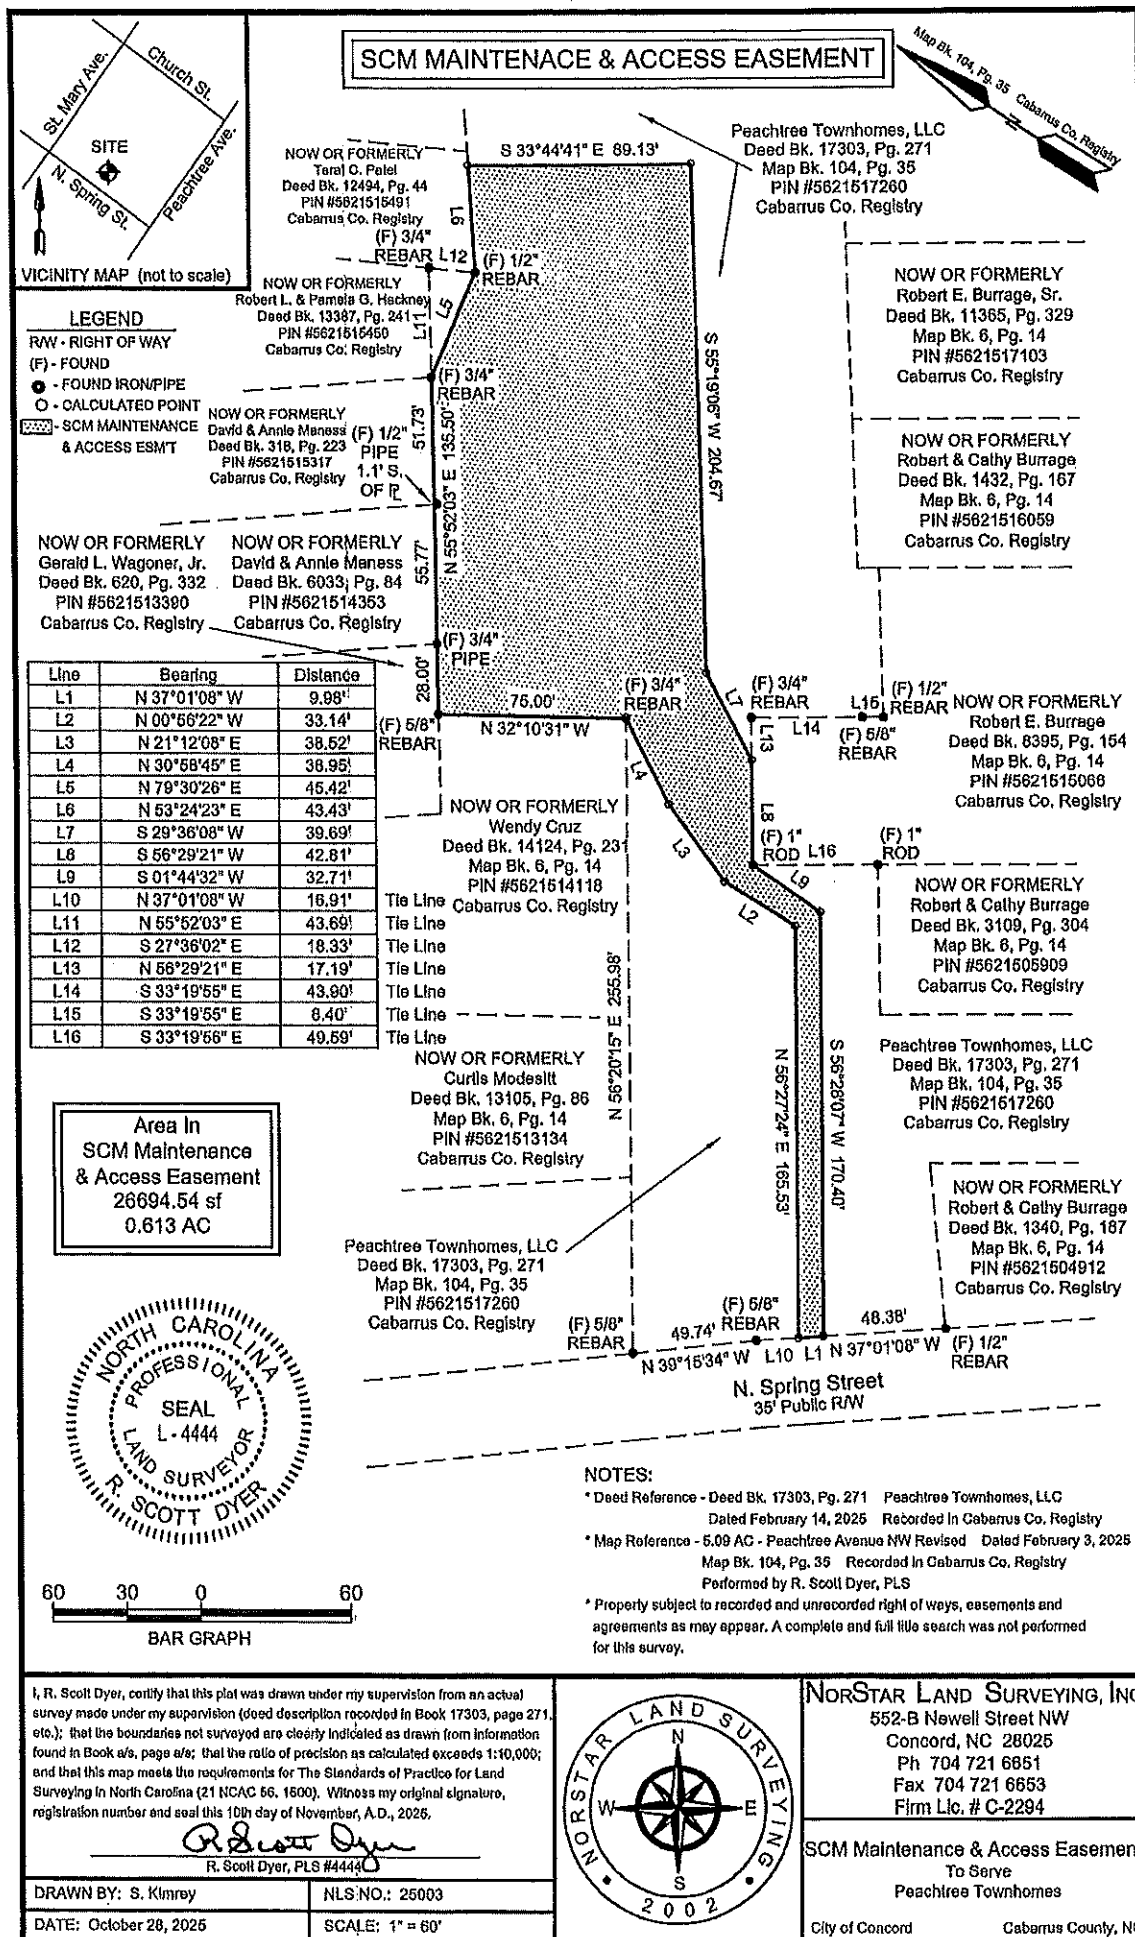 SCM MAINTENACE & ACCESS EASEMENT
Map Bk. 104, Pg. 35 Cabarrus Co. Registry
N
St. Mary Ave.
Church St.
SITE
N. Spring St.
Peachtree Ave.
VICINITY MAP (not to scale)
LEGEND
R/W - RIGHT OF WAY
(F) - FOUND
- FOUND IRON/PIPE
- CALCULATED POINT
- SCM MAINTENANCE
& ACCESS ESM'T
NOW OR FORMERLY
Taral C. Patel
Deed Bk. 12494, Pg. 44
PIN #5621515491
Cabarrus Co. Registry
S 33°44'41" E 89.13'
Peachtree Townhomes, LLC
Deed Bk. 17303, Pg. 271
Map Bk. 104, Pg. 35
PIN #5621517260
Cabarrus Co. Registry
L6
(F) 3/4"
REBAR
L12
(F) 1/2"
REBAR
NOW OR FORMERLY
Robert L. & Pamela G. Hackney
Deed Bk. 13387, Pg. 241
PIN #5621515450
Cabarrus Co. Registry
L11
L5
(F) 3/4"
REBAR
NOW OR FORMERLY
Robert E. Burrage, Sr.
Deed Bk. 11365, Pg. 329
Map Bk. 6, Pg. 14
PIN #5621517103
Cabarrus Co. Registry
S 55°19'06" W 204.67'
NOW OR FORMERLY
David & Annie Maness
Deed Bk. 318, Pg. 223
PIN #5621515317
Cabarrus Co. Registry
(F) 1/2"
PIPE
1.1' S.
OF PL
51.73'
N 55°52'03" E 135.50'
NOW OR FORMERLY
Robert & Cathy Burrage
Deed Bk. 1432, Pg. 167
Map Bk. 6, Pg. 14
PIN #5621516059
Cabarrus Co. Registry
NOW OR FORMERLY
Gerald L. Wagoner, Jr.
Deed Bk. 620, Pg. 332
PIN #5621513390
Cabarrus Co. Registry
NOW OR FORMERLY
David & Annie Maness
Deed Bk. 6033, Pg. 84
PIN #5621514353
Cabarrus Co. Registry
55.77'
(F) 3/4"
PIPE
28.00'
(F) 5/8"
REBAR
75.00'
N 32°10'31" W
(F) 3/4"
REBAR
L7
(F) 3/4"
REBAR
L13
L14
L15
(F) 5/8"
REBAR
(F) 1/2"
REBAR
NOW OR FORMERLY
Robert E. Burrage
Deed Bk. 8395, Pg. 154
Map Bk. 6, Pg. 14
PIN #5621515066
Cabarrus Co. Registry
Line Bearing Distance
L1 N 37°01'08" W 9.98'
L2 N 00°56'22" W 33.14'
L3 N 21°12'08" E 38.52'
L4 N 30°58'45" E 38.95'
L5 N 79°30'26" E 45.42'
L6 N 53°24'23" E 43.43'
L7 S 29°36'08" W 39.69'
L8 S 56°29'21" W 42.81'
L9 S 01°44'32" W 32.71'
L10 N 37°01'08" W 16.91' Tie Line
L11 N 55°52'03" E 43.69' Tie Line
L12 S 27°36'02" E 18.33' Tie Line
L13 N 56°29'21" E 17.19' Tie Line
L14 S 33°19'55" E 43.90' Tie Line
L15 S 33°19'55" E 8.40' Tie Line
L16 S 33°19'56" E 49.59' Tie Line
L4
L3
L2
L8
(F) 1"
ROD
L16
(F) 1"
ROD
L9
NOW OR FORMERLY
Wendy Cruz
Deed Bk. 14124, Pg. 231
Map Bk. 6, Pg. 14
PIN #5621514118
Cabarrus Co. Registry
NOW OR FORMERLY
Robert & Cathy Burrage
Deed Bk. 3109, Pg. 304
Map Bk. 6, Pg. 14
PIN #5621505909
Cabarrus Co. Registry
N 56°20'15" E 255.98'
N 56°27'24" E 165.53'
S 56°28'07" W 170.40'
NOW OR FORMERLY
Curtis Modesitt
Deed Bk. 13105, Pg. 86
Map Bk. 6, Pg. 14
PIN #5621513134
Cabarrus Co. Registry
Peachtree Townhomes, LLC
Deed Bk. 17303, Pg. 271
Map Bk. 104, Pg. 35
PIN #5621517260
Cabarrus Co. Registry
Area In
SCM Maintenance
& Access Easement
26694.54 sf
0.613 AC
NOW OR FORMERLY
Robert & Cathy Burrage
Deed Bk. 1340, Pg. 187
Map Bk. 6, Pg. 14
PIN #5621504912
Cabarrus Co. Registry
Peachtree Townhomes, LLC
Deed Bk. 17303, Pg. 271
Map Bk. 104, Pg. 35
PIN #5621517260
Cabarrus Co. Registry
(F) 5/8"
REBAR
49.74'
N 39°15'34" W
(F) 5/8"
REBAR
L10
L1
48.38'
N 37°01'08" W
(F) 1/2"
REBAR
N. Spring Street
35' Public R/W
NORTH CAROLINA
PROFESSIONAL
SEAL
L - 4444
LAND SURVEYOR
R. SCOTT DYER
NOTES:
* Deed Reference - Deed Bk. 17303, Pg. 271 Peachtree Townhomes, LLC
Dated February 14, 2025 Recorded in Cabarrus Co. Registry
* Map Reference - 5.09 AC - Peachtree Avenue NW Revised Dated February 3, 2025
Map Bk. 104, Pg. 35 Recorded in Cabarrus Co. Registry
Performed by R. Scott Dyer, PLS
* Property subject to recorded and unrecorded right of ways, easements and
agreements as may appear. A complete and full title search was not performed
for this survey.
60 30 0 60
BAR GRAPH
I, R. Scott Dyer, certify that this plat was drawn under my supervision from an actual
survey made under my supervision (deed description recorded in Book 17303, page 271,
etc.); that the boundaries not surveyed are clearly indicated as drawn from information
found in Book a/s, page a/s; that the ratio of precision as calculated exceeds 1:10,000;
and that this map meets the requirements for The Standards of Practice for Land
Surveying in North Carolina (21 NCAC 56. 1600). Witness my original signature,
registration number and seal this 10th day of November, A.D., 2025.
R Scott Dyer
R. Scott Dyer, PLS #4444
DRAWN BY: S. Kimrey
NLS NO.: 25003
DATE: October 28, 2025
SCALE: 1" = 60'
NORSTAR LAND SURVEYING
N
W E
S
2002
NORSTAR LAND SURVEYING, INC
552-B Newell Street NW
Concord, NC 28025
Ph 704 721 6651
Fax 704 721 6653
Firm Lic. # C-2294
SCM Maintenance & Access Easemen
To Serve
Peachtree Townhomes
City of Concord Cabarrus County, NC